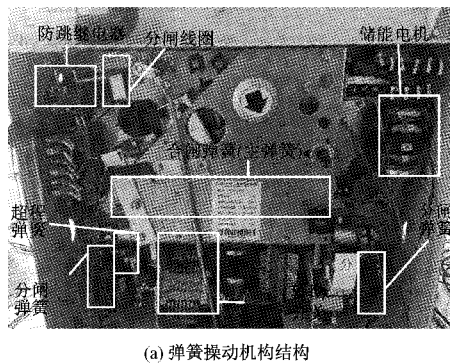 防跳继电器
分闸线圈
储能电机
合闸弹簧(主弹簧)
超程
弹簧
分闸
弹簧
分闸
弹簧
(a) 弹簧操动机构结构